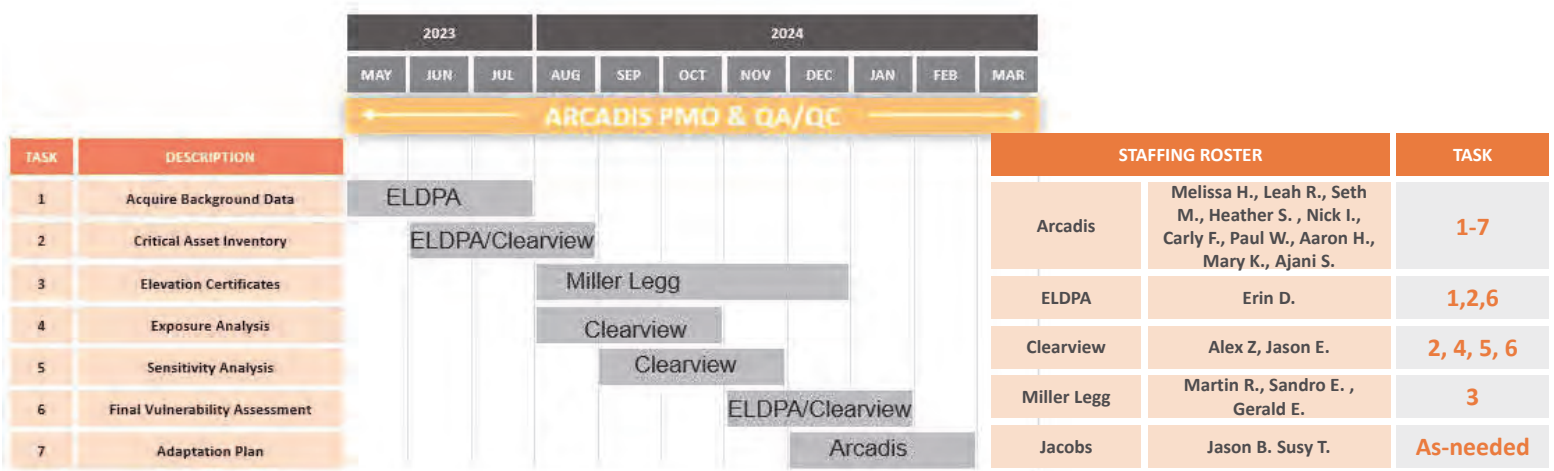 2023 2024
MAY JUN JUL AUG SEP OCT NOV DEC JAN FEB MAR
ARCADIS PMO & QA/QC
TASK DESCRIPTION
1 Acquire Background Data ELDPA
2 Critical Asset Inventory ELDPA/Clearview
3 Elevation Certificates Miller Legg
4 Exposure Analysis Clearview
5 Sensitivity Analysis Clearview
6 Final Vulnerability Assessment ELDPA/Clearview
7 Adaptation Plan Arcadis
STAFFING ROSTER TASK
Arcadis
Melissa H., Leah R., Seth
M., Heather S. , Nick I.,
Carly F., Paul W., Aaron H.,
Mary K., Ajani S.
1-7
ELDPA Erin D. 1,2,6
Clearview Alex Z, Jason E. 2, 4, 5, 6
Miller Legg
Martin R., Sandro E. ,
Gerald E.
3
Jacobs Jason B. Susy T. As-needed